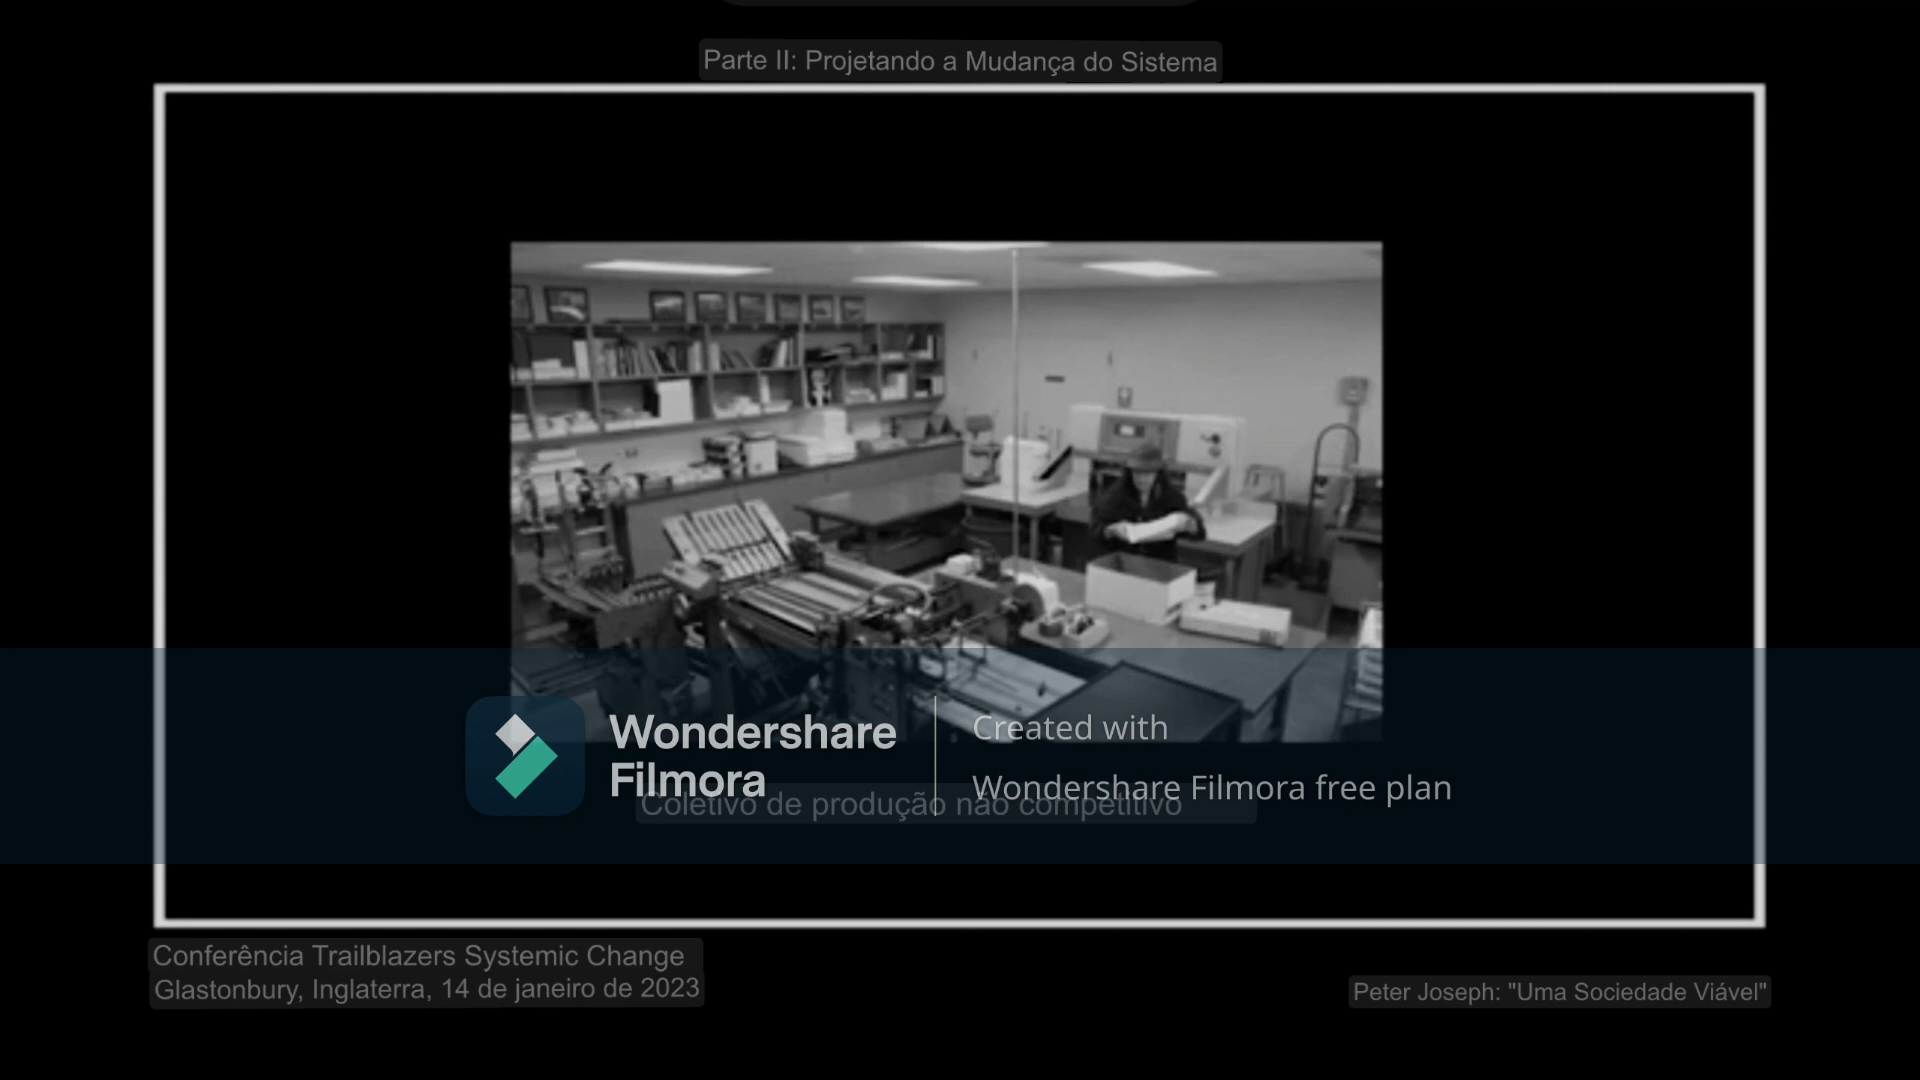 Parte II: Projetando a Mudança do Sistema
Wondershare
Filmora
Created with
Wondershare Filmora free plan
Coletivo de produção não competitivo
Conferência Trailblazers Systemic Change
Glastonbury, Inglaterra, 14 de janeiro de 2023
Peter Joseph: "Uma Sociedade Viável"